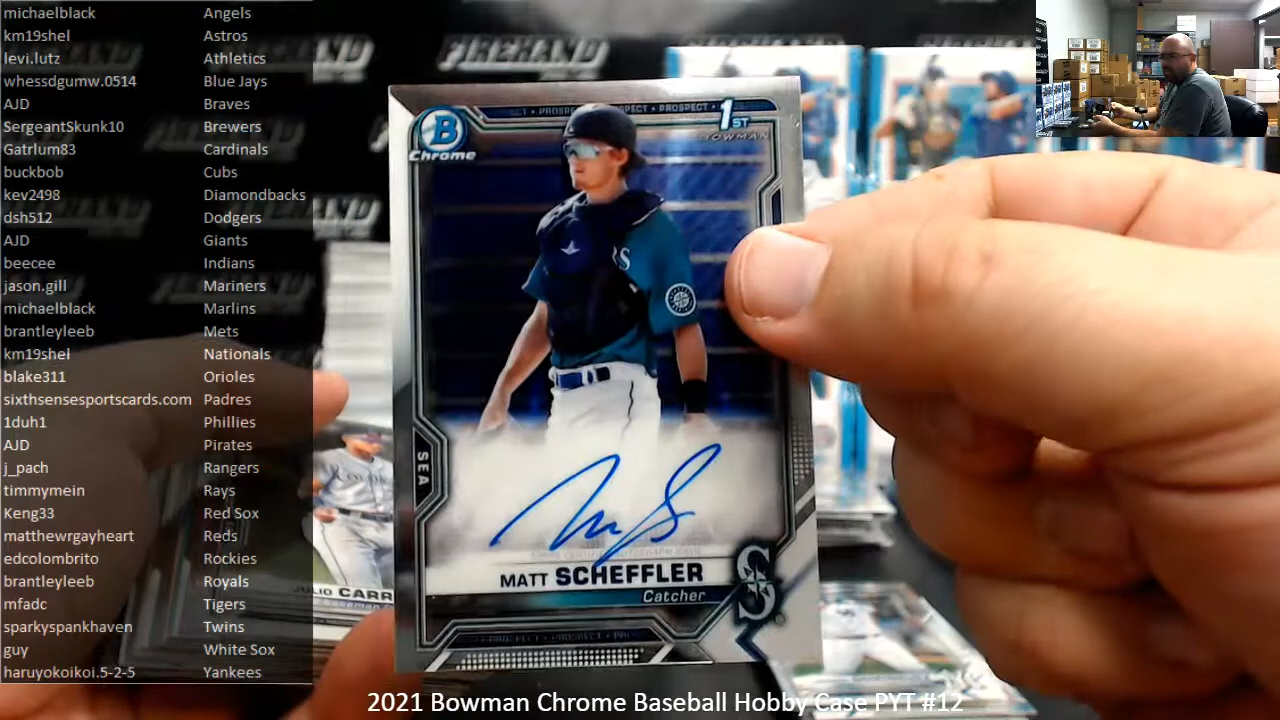 michaelblack Angels
km19shel Astros
levi.lutz Athletics
whessdgumw.0514 Blue Jays
AJD Braves
SergeantSkunk10 Brewers
Gatrlum83 Cardinals
buckbob Cubs
kev2498 Diamondbacks
dsh512 Dodgers
AJD Giants
beecee Indians
jason.gill Mariners
michaelblack Marlins
brantleyleeb Mets
km19shel Nationals
blake311 Orioles
sixthsensesportscards.com Padres
1duh1 Phillies
AJD Pirates
j_pach Rangers
timmymein Rays
Keng33 Red Sox
matthewrgayheart Reds
edcolombrito Rockies
brantleyleeb Royals
mfadc Tigers
sparkyspankhaven Twins
guy White Sox
haruyokoikoi.5-2-5 Yankees
FIREHAND
PROSPECT
B
Chrome
1ST
BOWMAN
S
SEA
MATT SCHEFFLER
Catcher
S
PROSPECT
JULIO CARR
2021 Bowman Chrome Baseball Hobby Case PYT #12